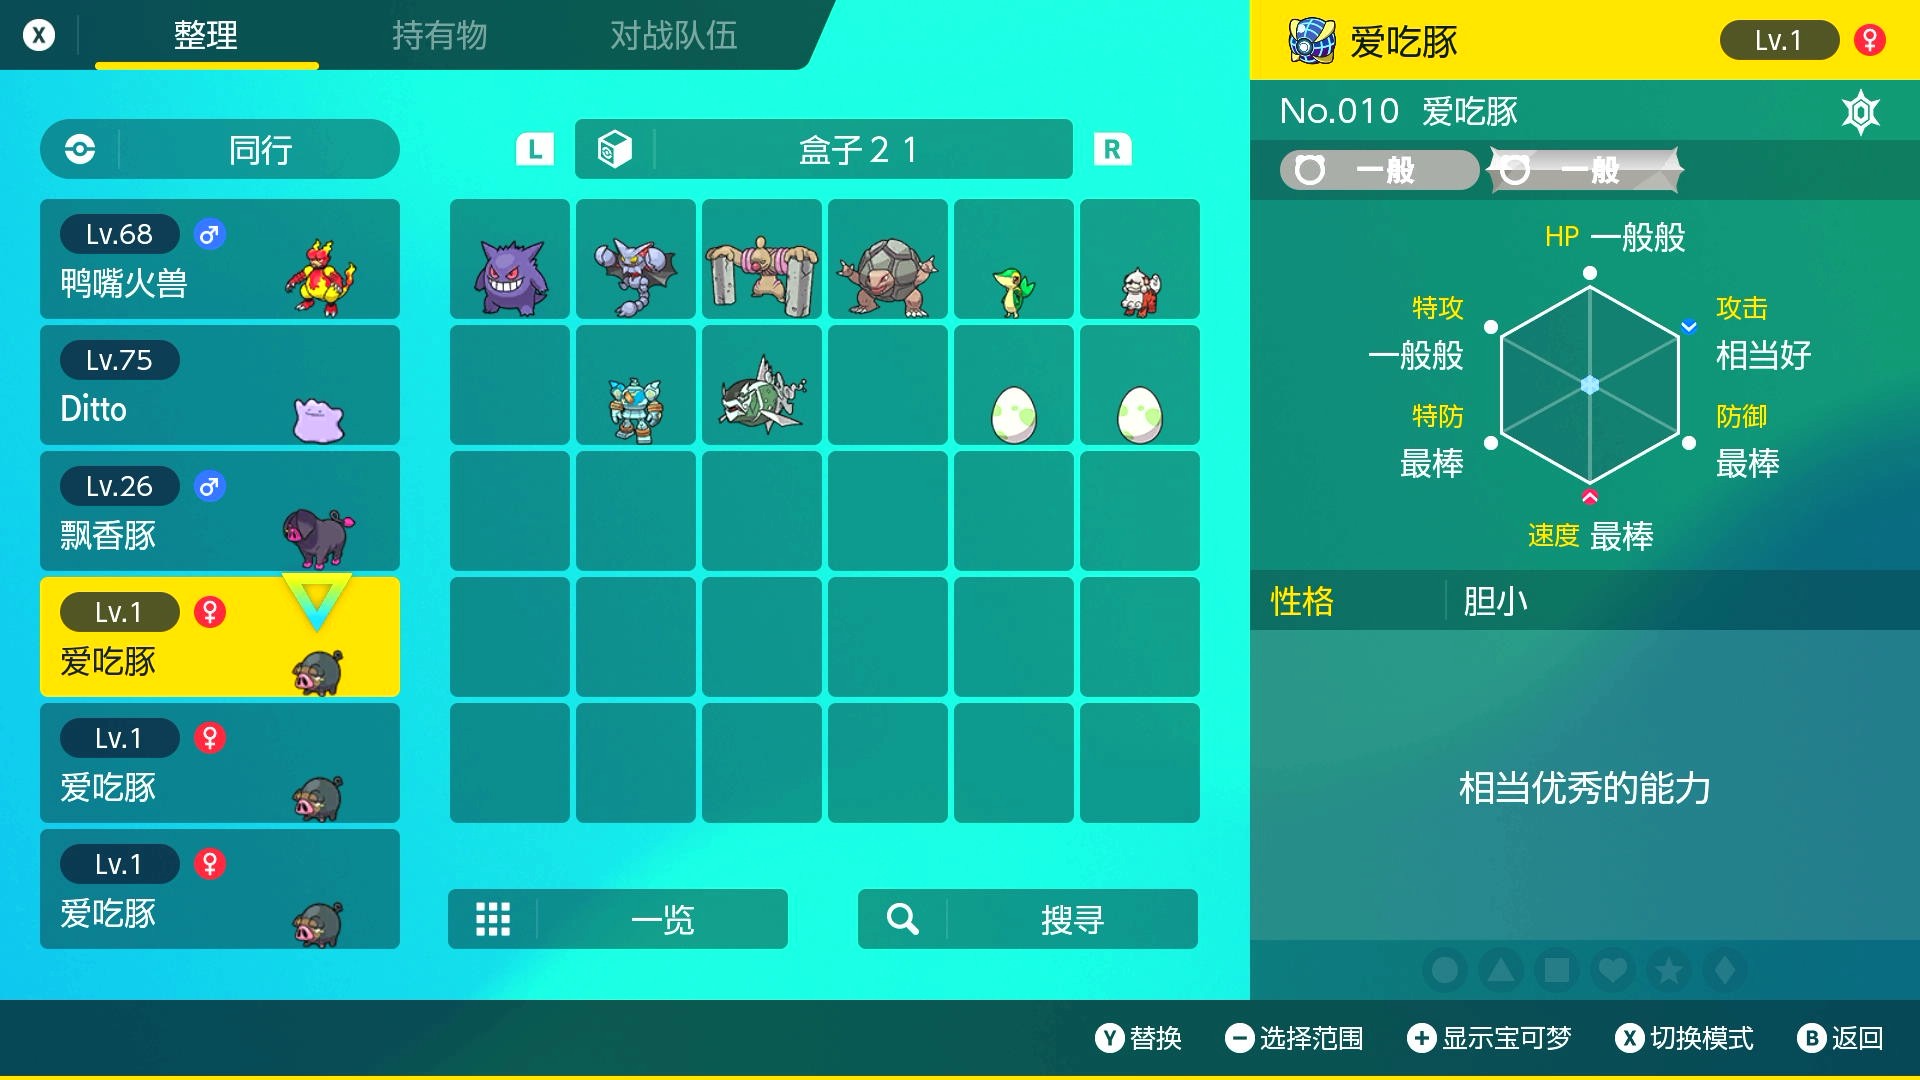 X 整理 持有物 对战队伍
同行
L 盒子２１ R
Lv.68
鸭嘴火兽
Lv.75
Ditto
Lv.26
飘香豚
Lv.1
爱吃豚
Lv.1
爱吃豚
Lv.1
爱吃豚
一览 搜寻
爱吃豚 Lv.1
No.010 爱吃豚
一般 一般
HP 一般般
特攻
一般般
攻击
相当好
特防
最棒
防御
最棒
速度 最棒
性格 胆小
相当优秀的能力
Y 替换 选择范围 显示宝可梦 X 切换模式 B 返回